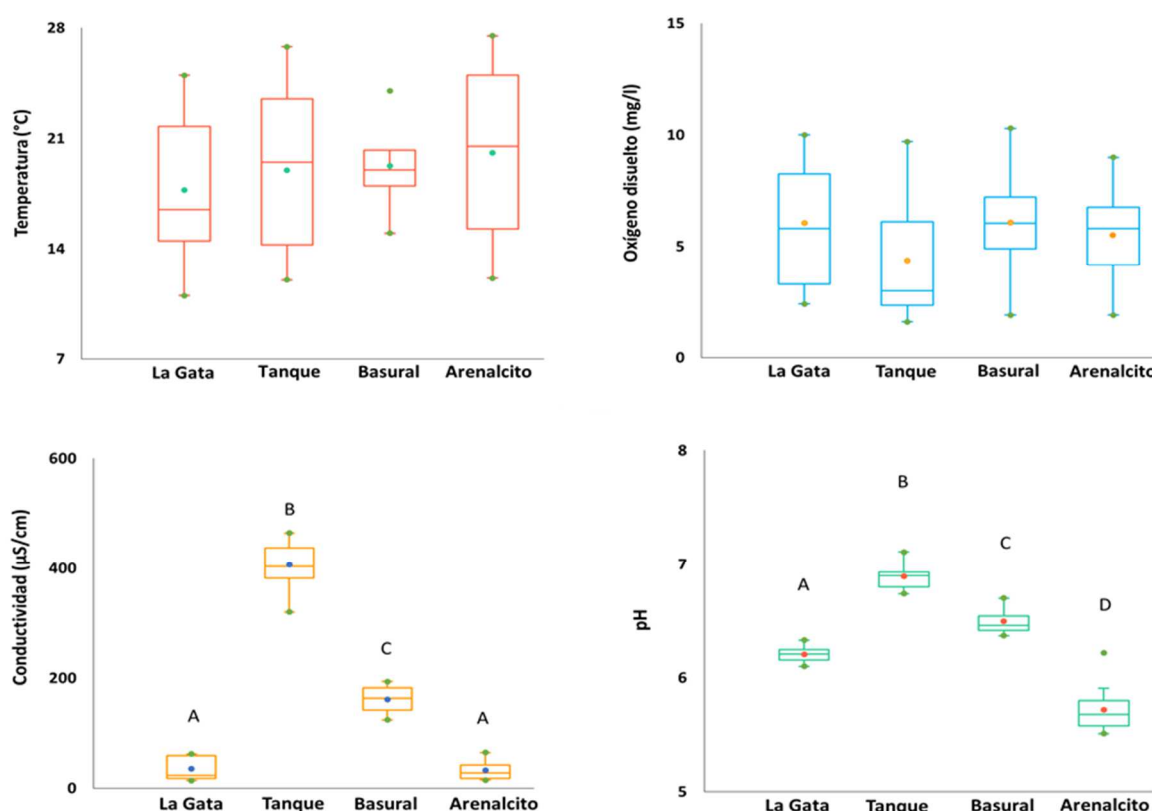 Temperatura (°C)
28
21
14
7
La Gata Tanque Basural Arenalcito
Oxígeno disuelto (mg/l)
15
10
5
0
La Gata Tanque Basural Arenalcito
Conductividad (µS/cm)
600
400
200
0
A
B
C
A
La Gata Tanque Basural Arenalcito
pH
8
7
6
5
A
B
C
D
La Gata Tanque Basural Arenalcito